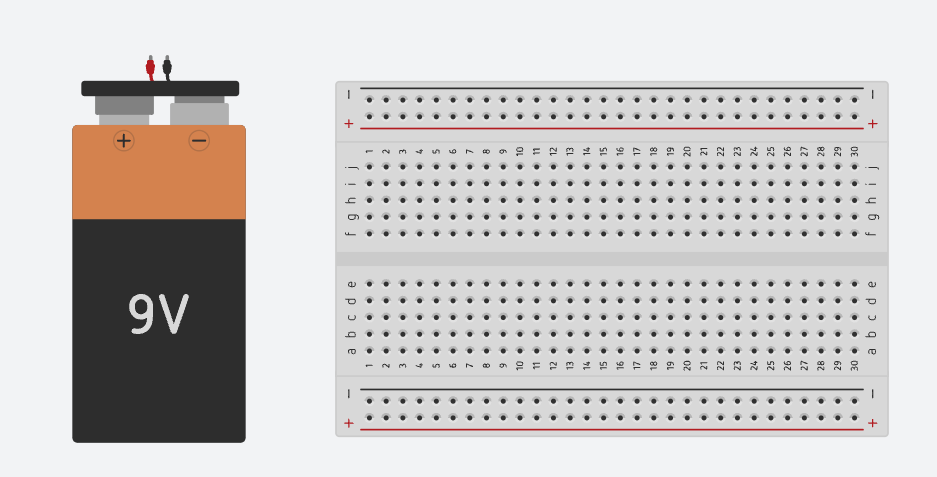 − −
+ +
+ −
1 2 3 4 5 6 7 8 9 10 11 12 13 14 15 16 17 18 19 20 21 22 23 24 25 26 27 28 29 30
j j
i i
h h
g g
f f
9V
e e
d d
c c
b b
a a
1 2 3 4 5 6 7 8 9 10 11 12 13 14 15 16 17 18 19 20 21 22 23 24 25 26 27 28 29 30
− −
+ +